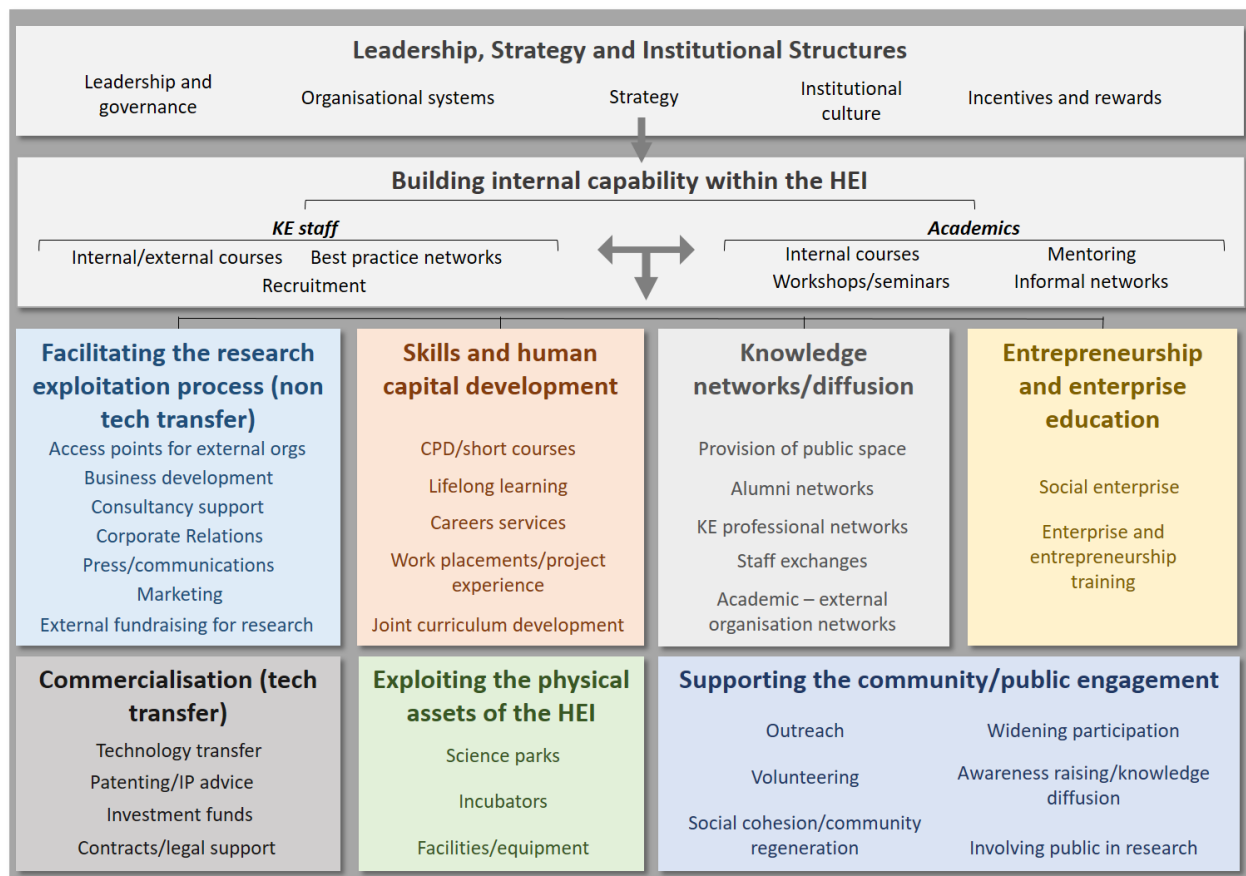 Leadership, Strategy and Institutional Structures
Leadership and
governance
Organisational systems
Strategy
Institutional
culture
Incentives and rewards
Building internal capability within the HEI
KE staff
Internal/external courses
Best practice networks
Recruitment
Academics
Internal courses
Mentoring
Workshops/seminars
Informal networks
Facilitating the research
exploitation process (non
tech transfer)
Access points for external orgs
Business development
Consultancy support
Corporate Relations
Press/communications
Marketing
External fundraising for research
Skills and human
capital development
CPD/short courses
Lifelong learning
Careers services
Work placements/project
experience
Joint curriculum development
Knowledge
networks/diffusion
Provision of public space
Alumni networks
KE professional networks
Staff exchanges
Academic – external
organisation networks
Entrepreneurship
and enterprise
education
Social enterprise
Enterprise and
entrepreneurship
training
Commercialisation (tech
transfer)
Technology transfer
Patenting/IP advice
Investment funds
Contracts/legal support
Exploiting the physical
assets of the HEI
Science parks
Incubators
Facilities/equipment
Supporting the community/public engagement
Outreach
Volunteering
Social cohesion/community
regeneration
Widening participation
Awareness raising/knowledge
diffusion
Involving public in research